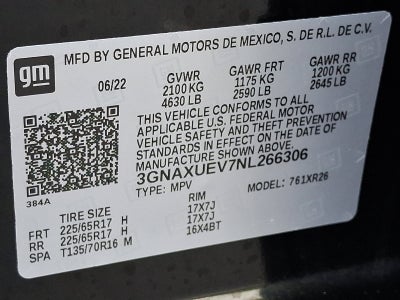 gm
MFD BY GENERAL MOTORS DE MEXICO, S. DE R.L. DE C.V.
06/22 GVWR GAWR FRT GAWR RR
2100 KG 1175 KG 1200 KG
4630 LB 2590 LB 2645 LB
THIS VEHICLE CONFORMS TO ALL
APPLICABLE U.S. FEDERAL MOTOR
VEHICLE SAFETY AND THEFT PREVENTION
STANDARDS IN EFFECT ON THE DATE OF
MANUFACTURE SHOWN ABOVE.
3GNAXUEV7NL266306
384A TYPE: MPV MODEL: 761XR26
TIRE SIZE RIM
FRT 225/65R17 H 17X7J
RR 225/65R17 H 17X7J
SPA T135/70R16 M 16X4BT